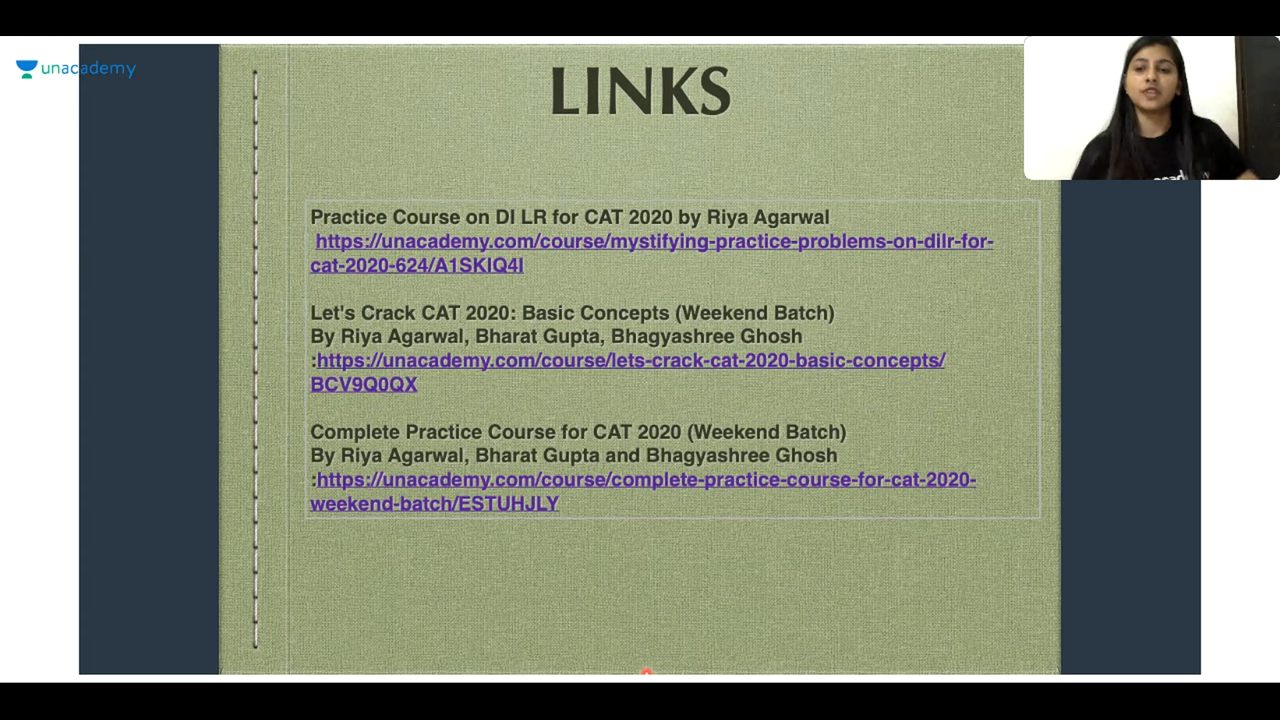 unacademy
LINKS
Practice Course on DI LR for CAT 2020 by Riya Agarwal
https://unacademy.com/course/mystifying-practice-problems-on-dilr-for-
cat-2020-624/A1SKIQ4I
Let's Crack CAT 2020: Basic Concepts (Weekend Batch)
By Riya Agarwal, Bharat Gupta, Bhagyashree Ghosh
:https://unacademy.com/course/lets-crack-cat-2020-basic-concepts/
BCV9Q0QX
Complete Practice Course for CAT 2020 (Weekend Batch)
By Riya Agarwal, Bharat Gupta and Bhagyashree Ghosh
:https://unacademy.com/course/complete-practice-course-for-cat-2020-
weekend-batch/ESTUHJLY